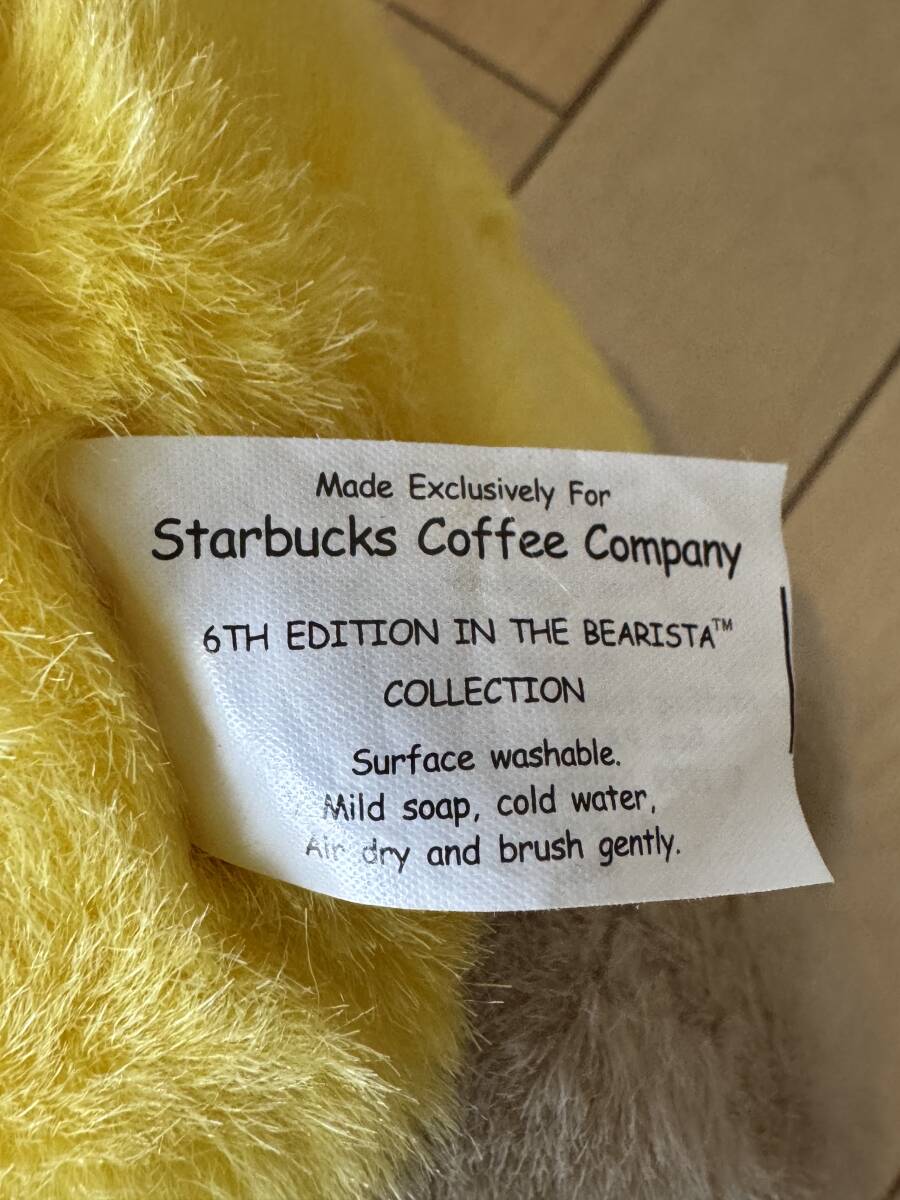 Made Exclusively For
Starbucks Coffee Company
6TH EDITION IN THE BEARISTA™
COLLECTION
Surface washable.
Mild soap, cold water,
Air dry and brush gently.